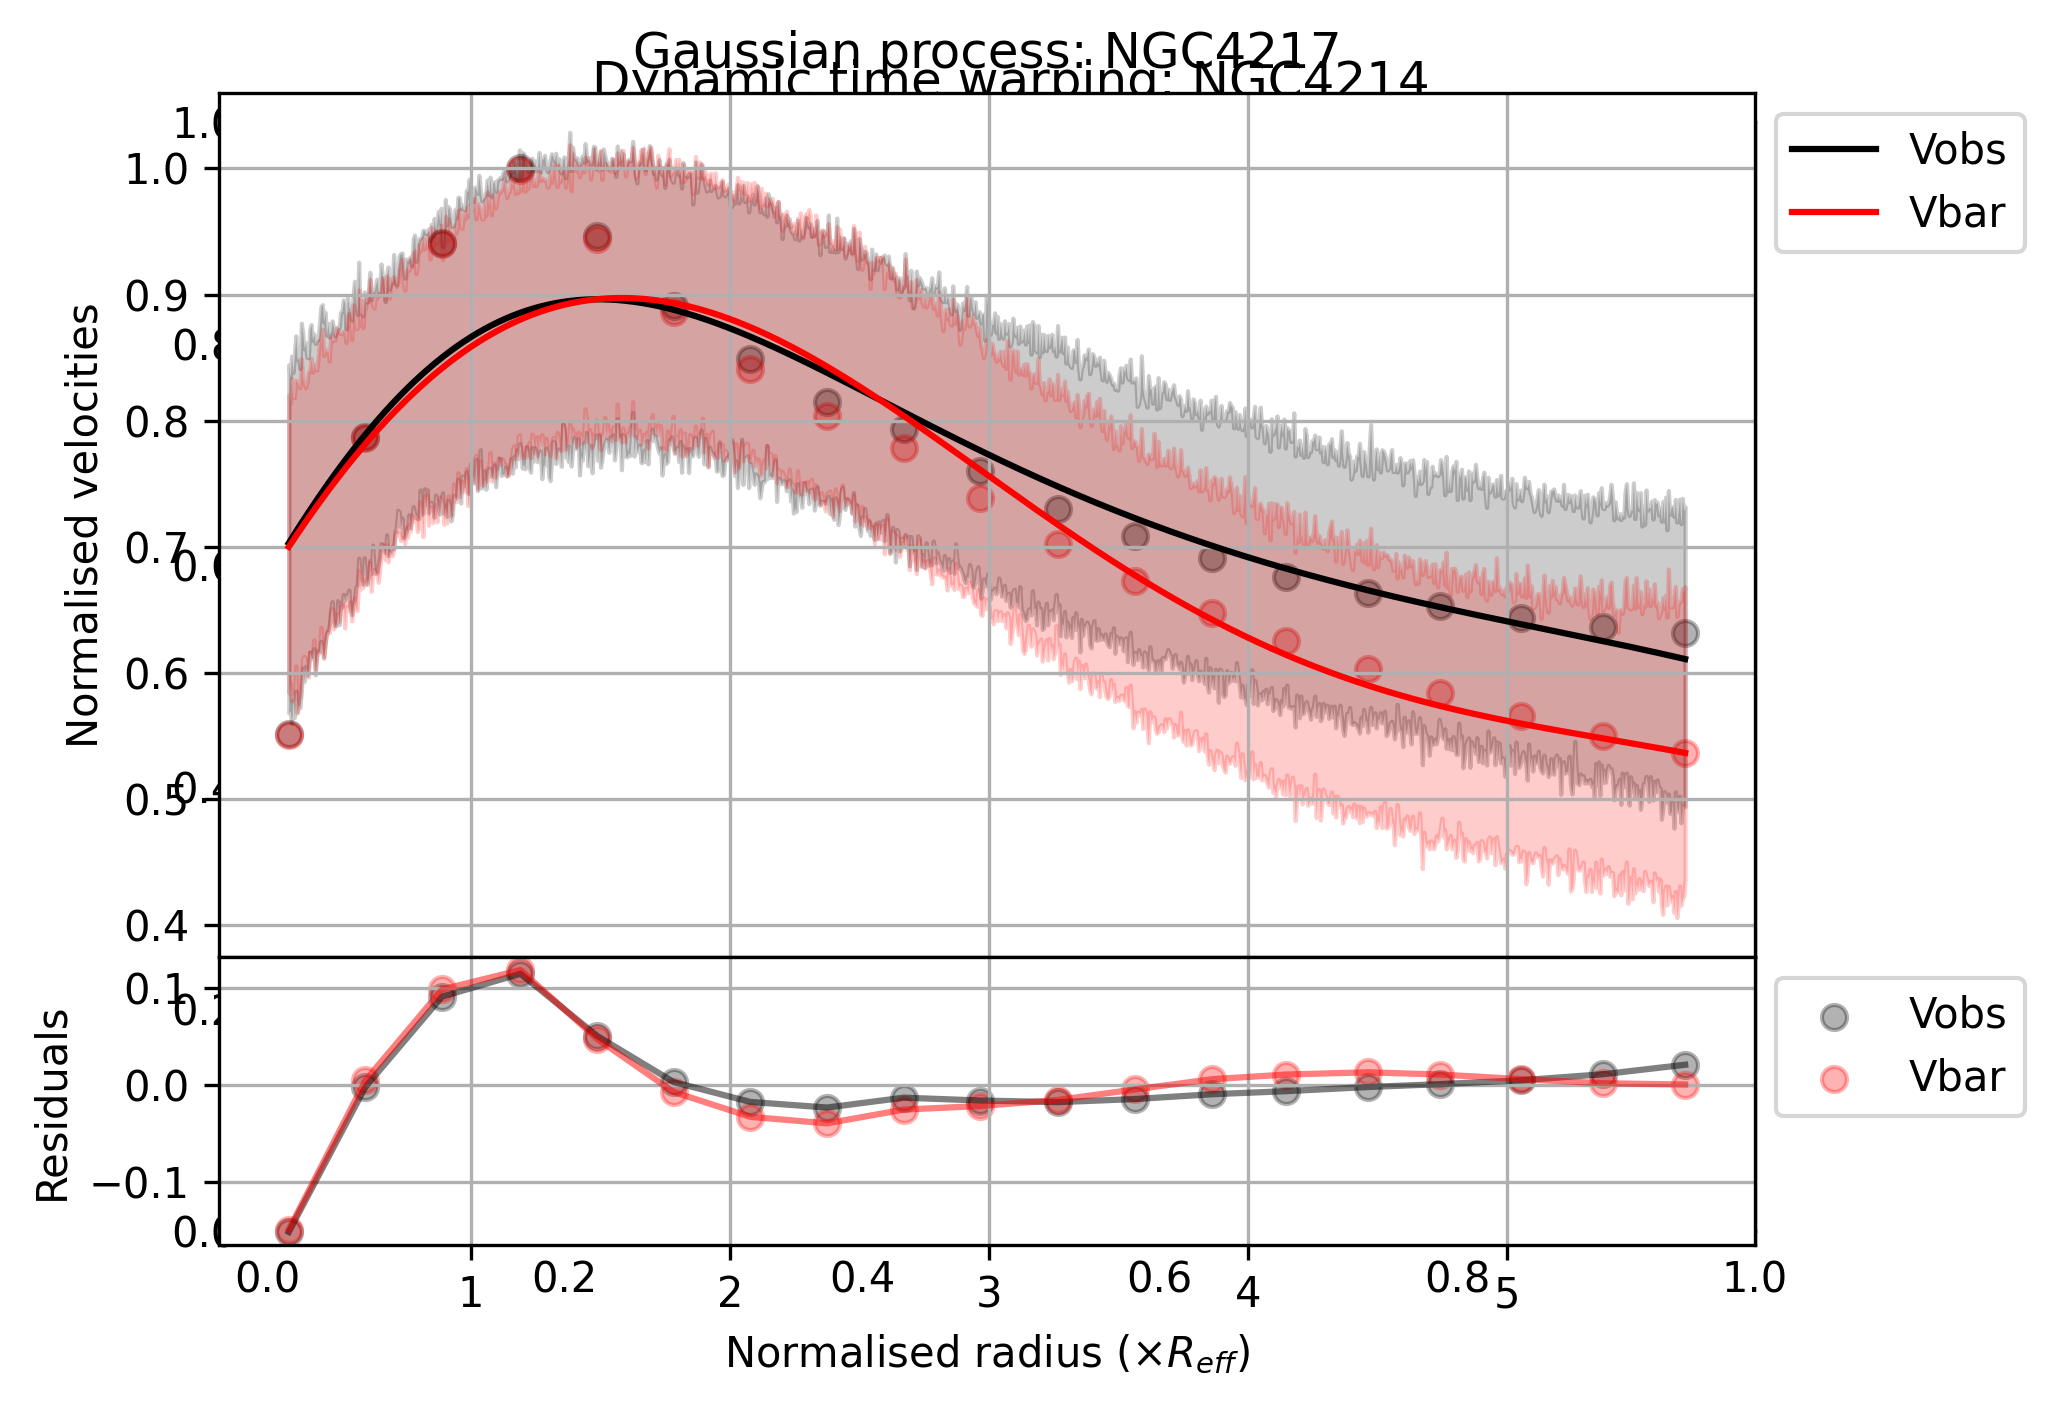 Gaussian process: NGC4217
Dynamic time warping: NGC4214
Normalised velocities
1.0
0.9
0.8
0.7
0.6
0.5
0.4
Vobs
Vbar
Residuals
0.1
0.0
−0.1
Vobs
Vbar
0.0 0.2 0.4 0.6 0.8 1.0
1 2 3 4 5
Normalised radius (×R_eff)